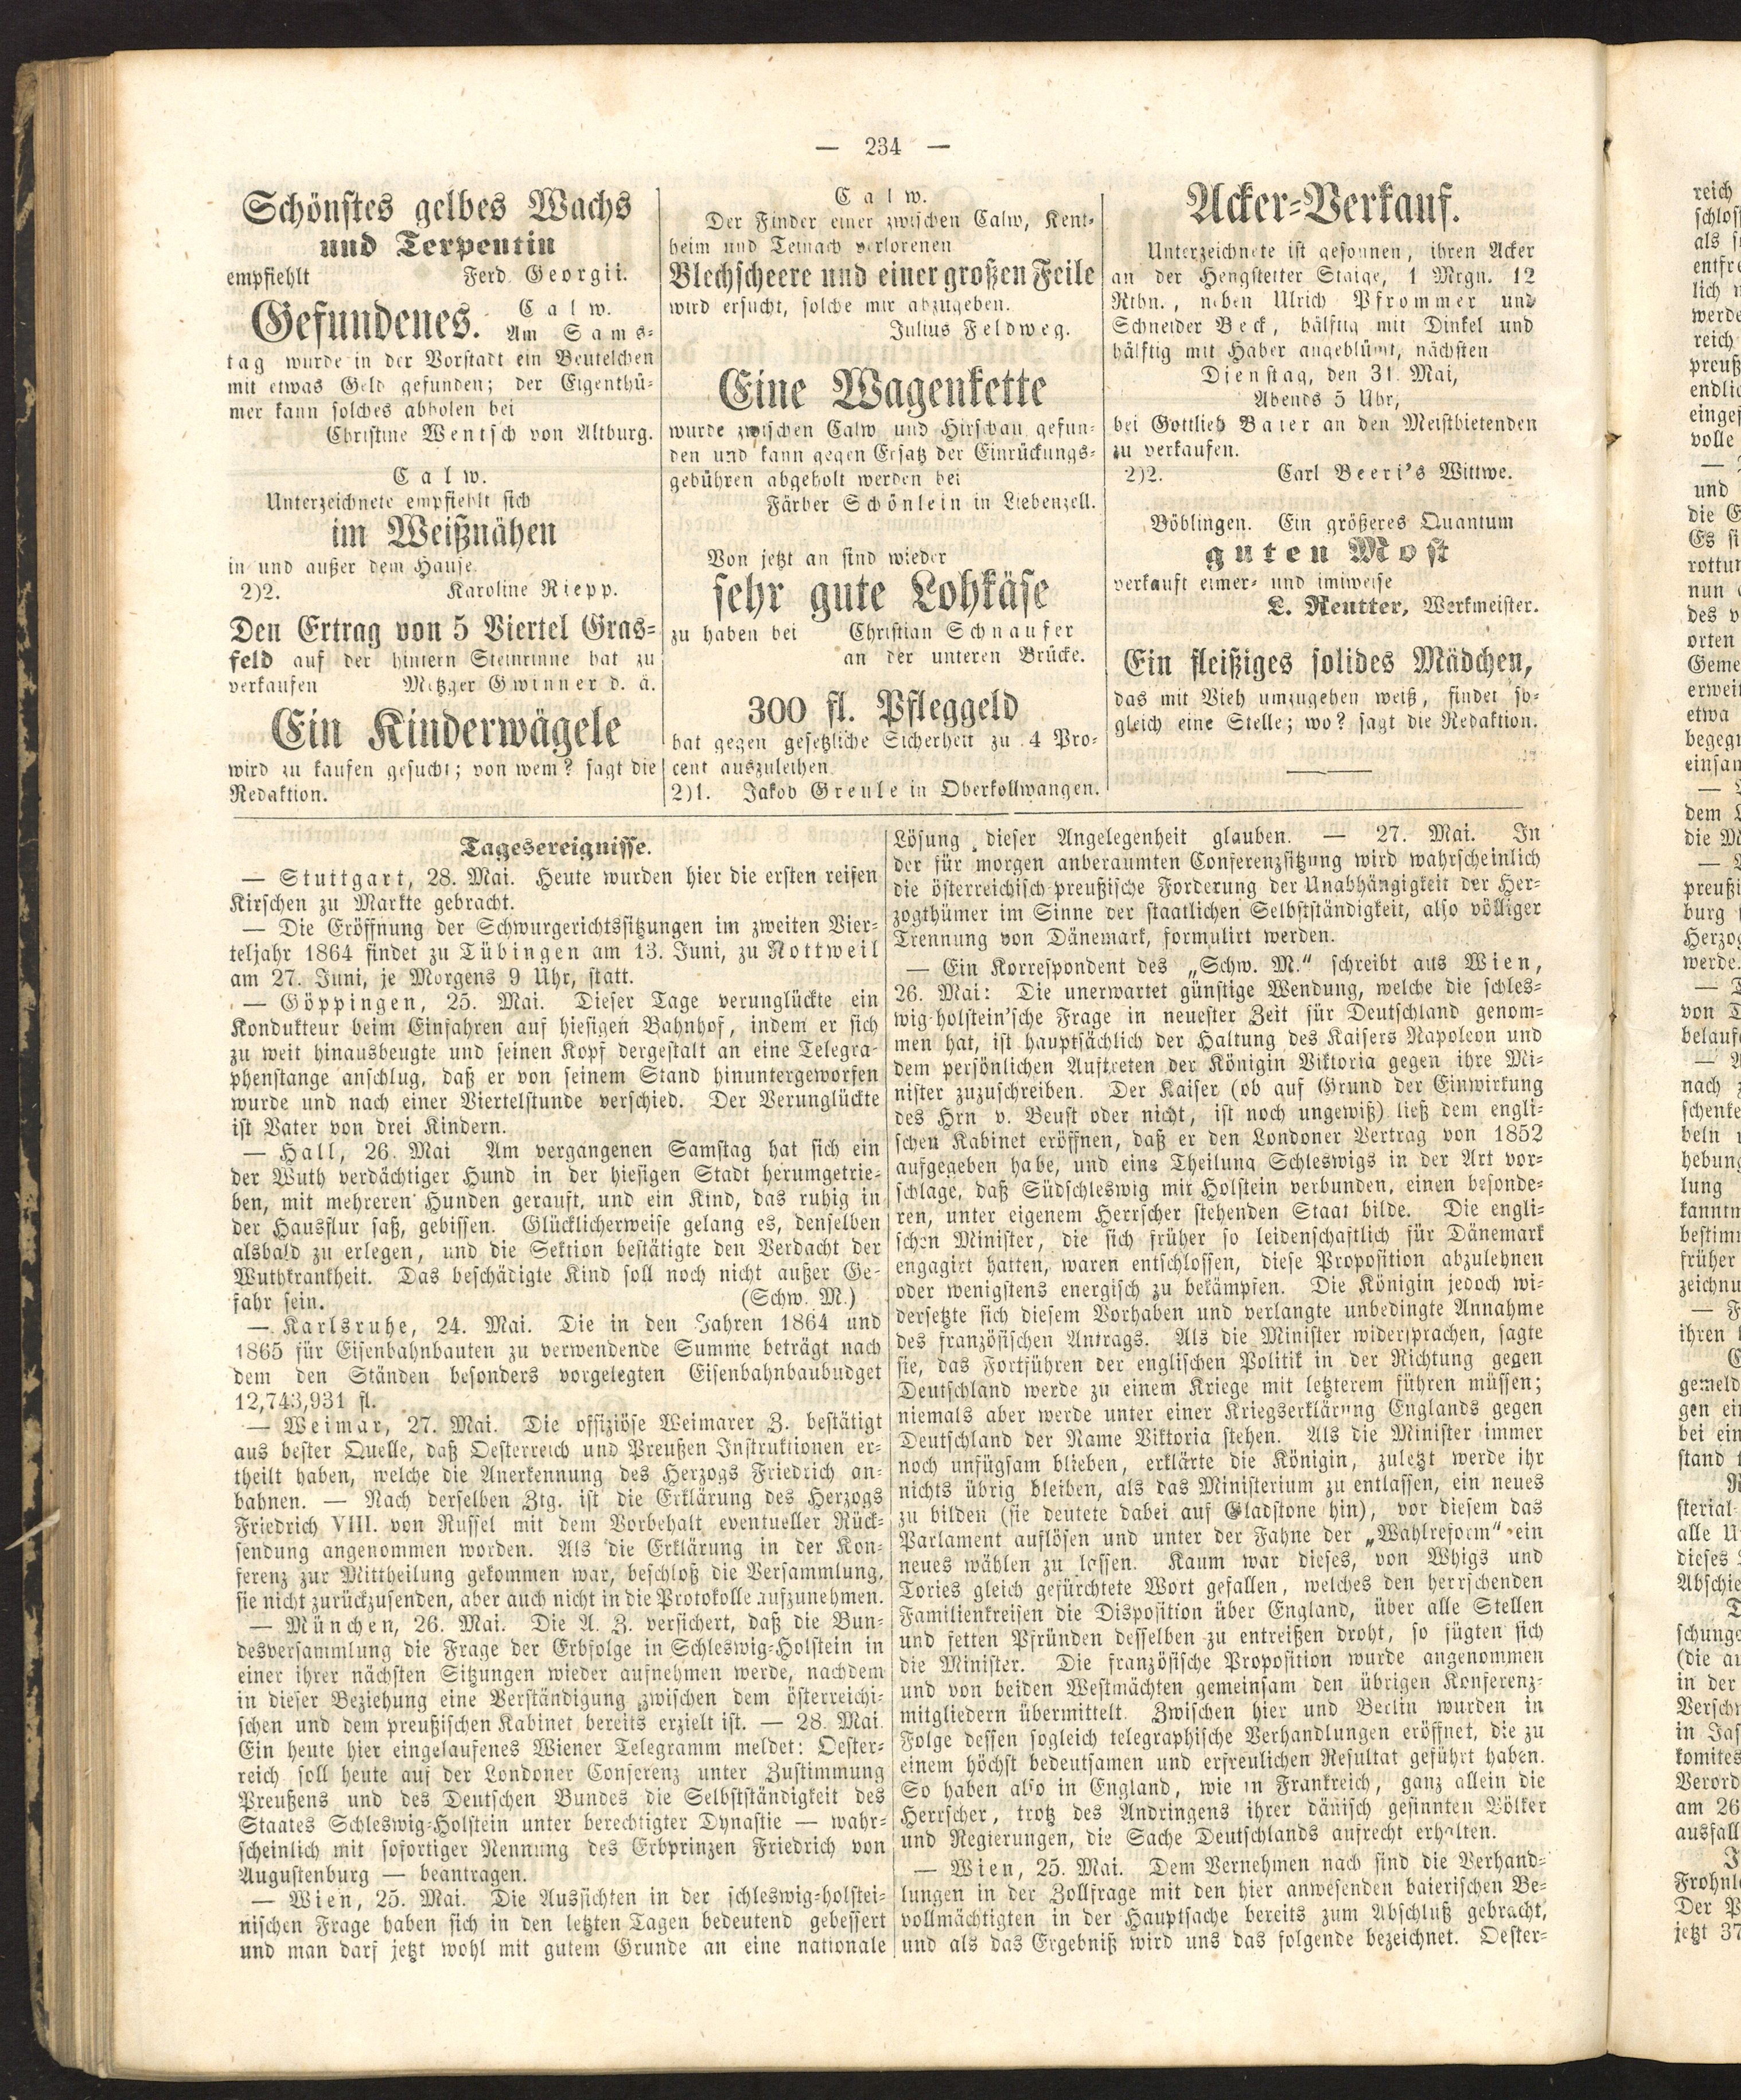 — 234 —
Schönstes gelbes Wachs
und Terpentin
empfiehlt Ferd. Georgii.
Calw.
Gefundenes. Am Sams-
tag wurde in der Vorstadt ein Beutelchen
mit etwas Geld gefunden; der Eigenthü-
mer kann solches abholen bei
Christine Wentsch von Altburg.
Calw.
Unterzeichnete empfiehlt sich
im Weißnähen
in und außer dem Hause.
2)2. Karoline Riepp.
Den Ertrag von 5 Viertel Gras-
feld auf der hintern Steinrinne hat zu
verkaufen Metzger Gwinner d. ä.
Ein Kinderwägele
wird zu kaufen gesucht; von wem? sagt die
Redaktion.
Calw.
Der Finder einer zwischen Calw, Kent-
heim und Teinach verlorenen
Blechscheere und einer großen Feile
wird ersucht, solche mir abzugeben.
Julius Feldweg.
Eine Wagenkette
wurde zwischen Calw und Hirschau gefun-
den und kann gegen Ersatz der Einrückungs-
gebühren abgeholt werden bei
Färber Schönlein in Liebenzell.
Von jetzt an sind wieder
sehr gute Lohkäse
zu haben bei Christian Schnaufer
an der unteren Brücke.
300 fl. Pfleggeld
hat gegen gesetzliche Sicherheit zu 4 Pro-
cent auszuleihen
2)1. Jakob Greule in Oberkollwangen.
Acker-Verkauf.
Unterzeichnete ist gesonnen, ihren Acker
an der Hengstetter Staige, 1 Mrgn. 12
Rthn., neben Ulrich Pfrommer und
Schneider Beck, hälftig mit Dinkel und
hälftig mit Haber angeblümt, nächsten
Dienstag, den 31. Mai,
Abends 5 Uhr,
bei Gottlieb Baier an den Meistbietenden
zu verkaufen.
2)2. Carl Beeri's Wittwe.
Böblingen. Ein größeres Quantum
guten Most
verkauft eimer- und imiweise
L. Reutter, Werkmeister.
Ein fleißiges solides Mädchen,
das mit Vieh umzugehen weiß, findet so-
gleich eine Stelle; wo? sagt die Redaktion.
Tagesereignisse.
— Stuttgart, 28. Mai. Heute wurden hier die ersten reifen
Kirschen zu Markte gebracht.
— Die Eröffnung der Schwurgerichtssitzungen im zweiten Vier-
teljahr 1864 findet zu Tübingen am 13. Juni, zu Rottweil
am 27. Juni, je Morgens 9 Uhr, statt.
— Göppingen, 25. Mai. Dieser Tage verunglückte ein
Kondukteur beim Einfahren auf hiesigen Bahnhof, indem er sich
zu weit hinausbeugte und seinen Kopf dergestalt an eine Telegra-
phenstange anschlug, daß er von seinem Stand hinuntergeworfen
wurde und nach einer Viertelstunde verschied. Der Verunglückte
ist Vater von drei Kindern.
— Hall, 26. Mai Am vergangenen Samstag hat sich ein
der Wuth verdächtiger Hund in der hiesigen Stadt herumgetrie-
ben, mit mehreren Hunden gerauft, und ein Kind, das ruhig in
der Hausflur saß, gebissen. Glücklicherweise gelang es, denselben
alsbald zu erlegen, und die Sektion bestätigte den Verdacht der
Wuthkrankheit. Das beschädigte Kind soll noch nicht außer Ge-
fahr sein. (Schw. M.)
— Karlsruhe, 24. Mai. Die in den Jahren 1864 und
1865 für Eisenbahnbauten zu verwendende Summe beträgt nach
dem den Ständen besonders vorgelegten Eisenbahnbaubudget
12,743,931 fl.
— Weimar, 27. Mai. Die offiziöse Weimarer Z. bestätigt
aus bester Quelle, daß Oesterreich und Preußen Instruktionen er-
theilt haben, welche die Anerkennung des Herzogs Friedrich an-
bahnen. — Nach derselben Ztg. ist die Erklärung des Herzogs
Friedrich VIII. von Russel mit dem Vorbehalt eventueller Rück-
sendung angenommen worden. Als die Erklärung in der Kon-
ferenz zur Mittheilung gekommen war, beschloß die Versammlung,
sie nicht zurückzusenden, aber auch nicht in die Protokolle aufzunehmen.
— München, 26. Mai. Die A. Z. versichert, daß die Bun-
desversammlung die Frage der Erbfolge in Schleswig-Holstein in
einer ihrer nächsten Sitzungen wieder aufnehmen werde, nachdem
in dieser Beziehung eine Verständigung zwischen dem österreichi-
schen und dem preußischen Kabinet bereits erzielt ist. — 28. Mai.
Ein heute hier eingelaufenes Wiener Telegramm meldet: Oester-
reich soll heute auf der Londoner Conferenz unter Zustimmung
Preußens und des Deutschen Bundes die Selbstständigkeit des
Staates Schleswig-Holstein unter berechtigter Dynastie — wahr-
scheinlich mit sofortiger Nennung des Erbprinzen Friedrich von
Augustenburg — beantragen.
— Wien, 25. Mai. Die Aussichten in der schleswig-holstei-
nischen Frage haben sich in den letzten Tagen bedeutend gebessert
und man darf jetzt wohl mit gutem Grunde an eine nationale
Lösung dieser Angelegenheit glauben. — 27. Mai. In
der für morgen anberaumten Conferenzsitzung wird wahrscheinlich
die österreichisch-preußische Forderung der Unabhängigkeit der Her-
zogthümer im Sinne der staatlichen Selbstständigkeit, also völliger
Trennung von Dänemark, formulirt werden.
— Ein Korrespondent des „Schw. M." schreibt aus Wien,
26. Mai: Die unerwartet günstige Wendung, welche die schles-
wig-holstein'sche Frage in neuester Zeit für Deutschland genom-
men hat, ist hauptsächlich der Haltung des Kaisers Napoleon und
dem persönlichen Auftreten der Königin Viktoria gegen ihre Mi-
nister zuzuschreiben. Der Kaiser (ob auf Grund der Einwirkung
des Hrn v. Beust oder nicht, ist noch ungewiß) ließ dem engli-
schen Kabinet eröffnen, daß er den Londoner Vertrag von 1852
aufgegeben habe, und eine Theilung Schleswigs in der Art vor-
schlage, daß Südschleswig mit Holstein verbunden, einen besonde-
ren, unter eigenem Herrscher stehenden Staat bilde. Die engli-
schen Minister, die sich früher so leidenschaftlich für Dänemark
engagirt hatten, waren entschlossen, diese Proposition abzulehnen
oder wenigstens energisch zu bekämpfen. Die Königin jedoch wi-
dersetzte sich diesem Vorhaben und verlangte unbedingte Annahme
des französischen Antrags. Als die Minister widersprachen, sagte
sie, das Fortführen der englischen Politik in der Richtung gegen
Deutschland werde zu einem Kriege mit letzterem führen müssen;
niemals aber werde unter einer Kriegserklärung Englands gegen
Deutschland der Name Viktoria stehen. Als die Minister immer
noch unfügsam blieben, erklärte die Königin, zuletzt werde ihr
nichts übrig bleiben, als das Ministerium zu entlassen, ein neues
zu bilden (sie deutete dabei auf Gladstone hin), vor diesem das
Parlament auflösen und unter der Fahne der „Wahlreform" ein
neues wählen zu lassen. Kaum war dieses, von Whigs und
Tories gleich gefürchtete Wort gefallen, welches den herrschenden
Familienkreisen die Disposition über England, über alle Stellen
und fetten Pfründen desselben zu entreißen droht, so fügten sich
die Minister. Die französische Proposition wurde angenommen
und von beiden Westmächten gemeinsam den übrigen Konferenz-
mitgliedern übermittelt. Zwischen hier und Berlin wurden in
Folge dessen sogleich telegraphische Verhandlungen eröffnet, die zu
einem höchst bedeutsamen und erfreulichen Resultat geführt haben.
So haben also in England, wie in Frankreich, ganz allein die
Herrscher, trotz des Andringens ihrer dänisch gesinnten Völker
und Regierungen, die Sache Deutschlands aufrecht erhalten.
— Wien, 25. Mai. Dem Vernehmen nach sind die Verhand-
lungen in der Zollfrage mit den hier anwesenden baierischen Be-
vollmächtigten in der Hauptsache bereits zum Abschluß gebracht,
und als das Ergebniß wird uns das folgende bezeichnet. Oester-